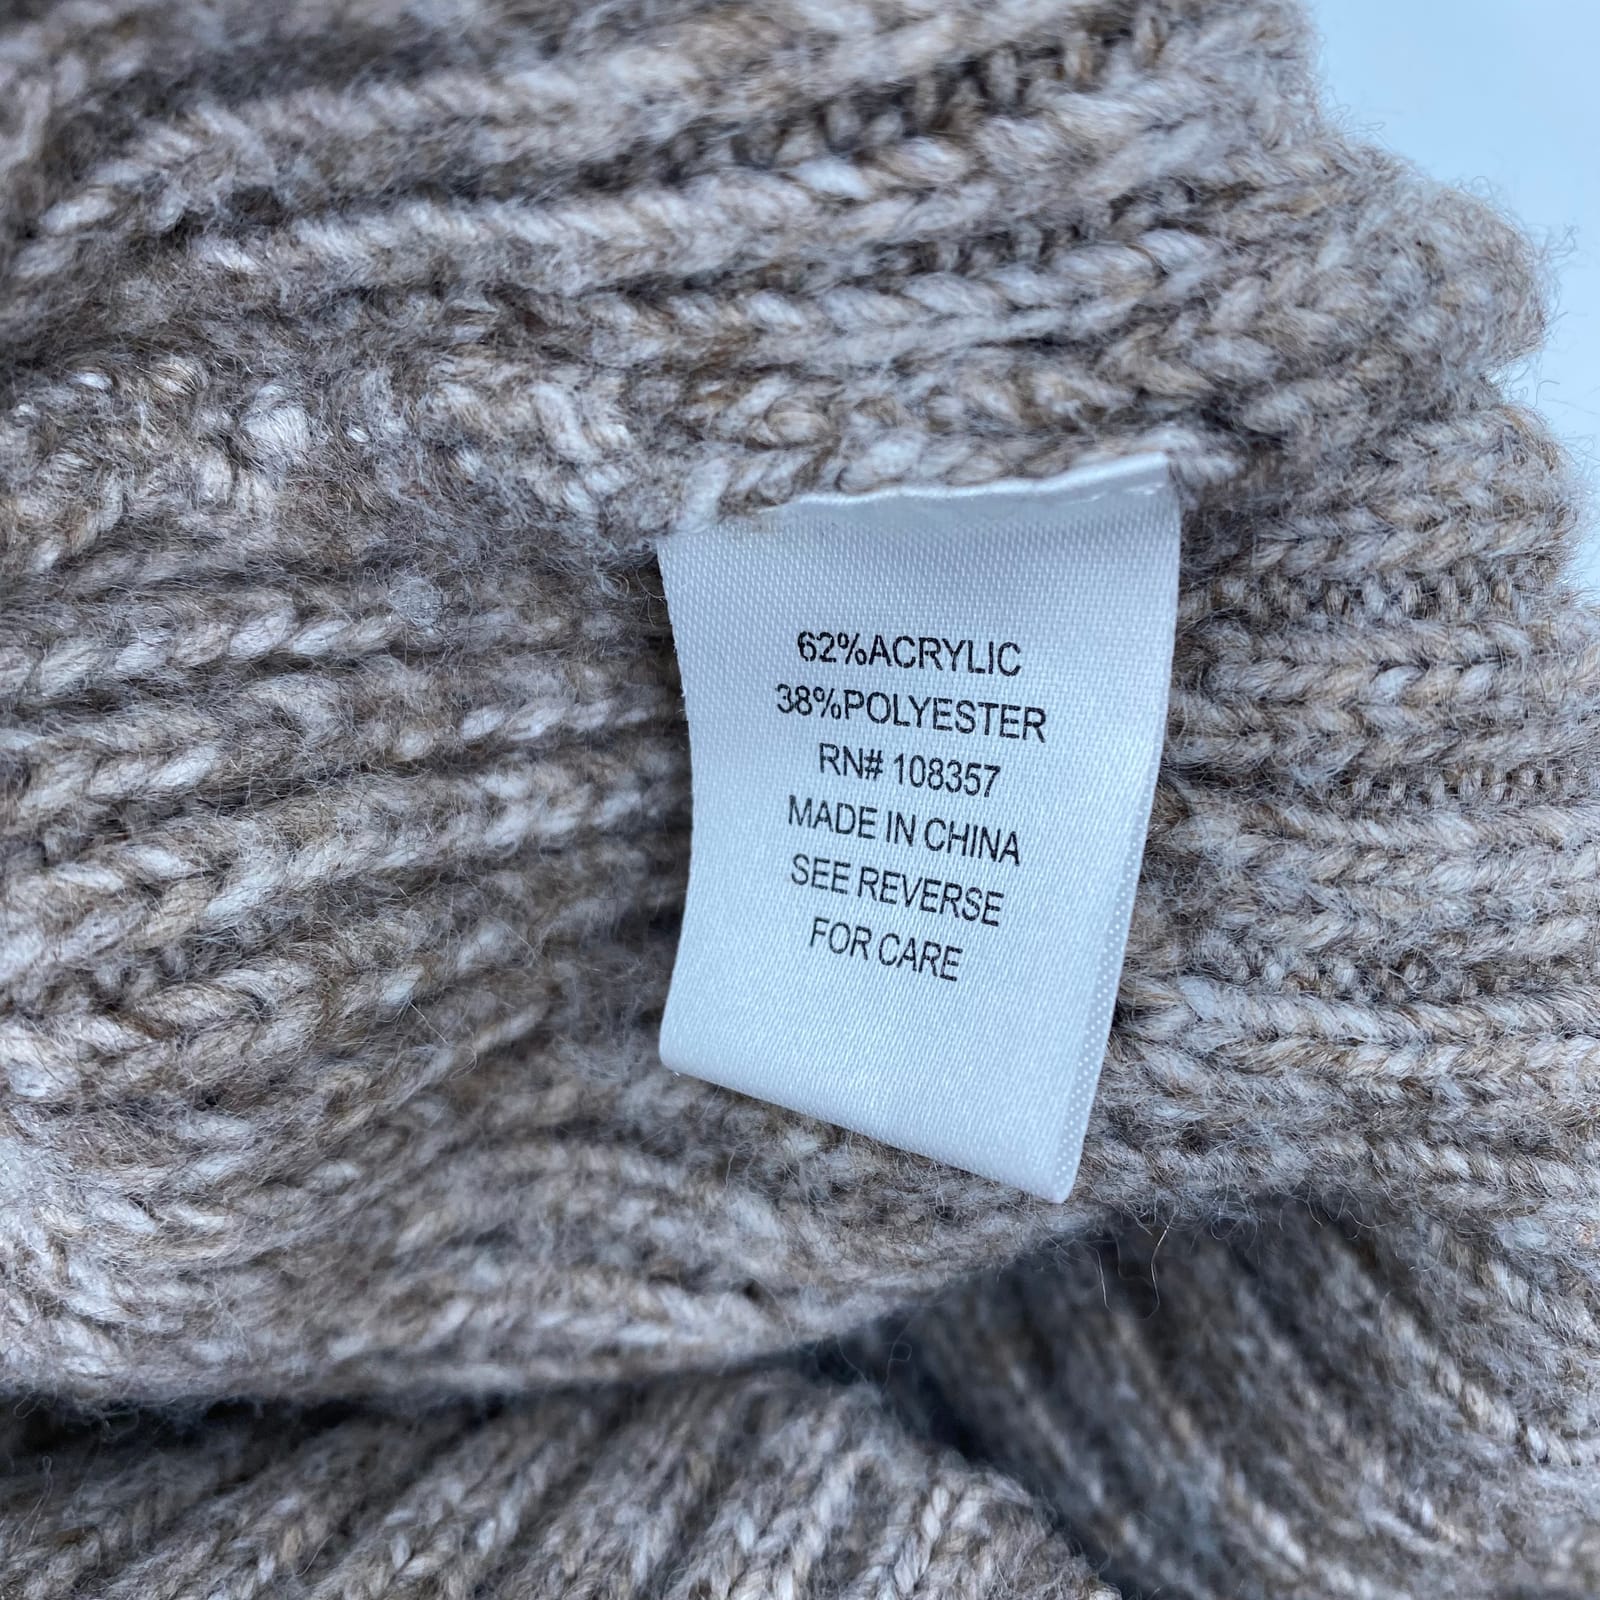 62%ACRYLIC
38%POLYESTER
RN# 108357
MADE IN CHINA
SEE REVERSE
FOR CARE